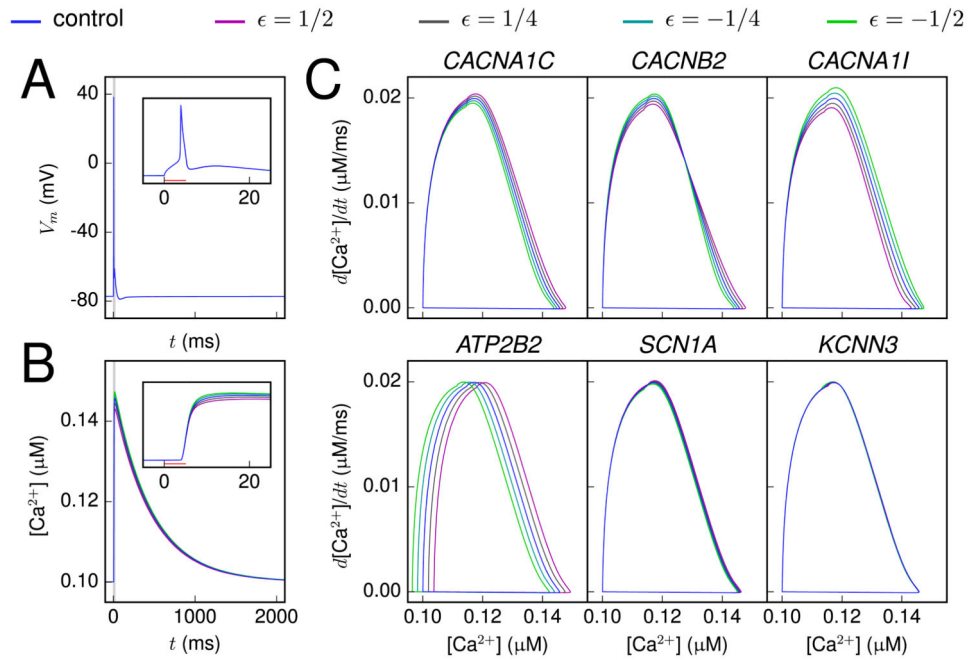 control ϵ = 1/2 ϵ = 1/4 ϵ = −1/4 ϵ = −1/2
A
40
0
-40
-80
V_m (mV)
0 20
t (ms)
B
0.14
0.12
0.10
[Ca²⁺] (μM)
0 20
0 1000 2000
t (ms)
C
CACNA1C CACNB2 CACNA1I
0.02
0.01
0.00
d[Ca²⁺]/dt (μM/ms)
ATP2B2 SCN1A KCNN3
0.02
0.01
0.00
d[Ca²⁺]/dt (μM/ms)
0.10 0.12 0.14 0.10 0.12 0.14 0.10 0.12 0.14
[Ca²⁺] (μM) [Ca²⁺] (μM) [Ca²⁺] (μM)